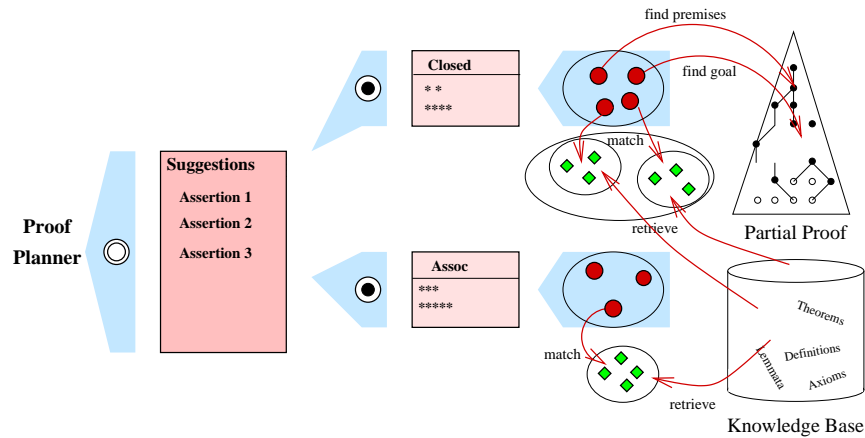 find premises
find goal
Closed
* *
****
match
Suggestions
Assertion 1
Assertion 2
Assertion 3
Proof
Planner
retrieve
Partial Proof
Assoc
***
*****
match
retrieve
Theorems
Definitions
Lemmata
Axioms
Knowledge Base